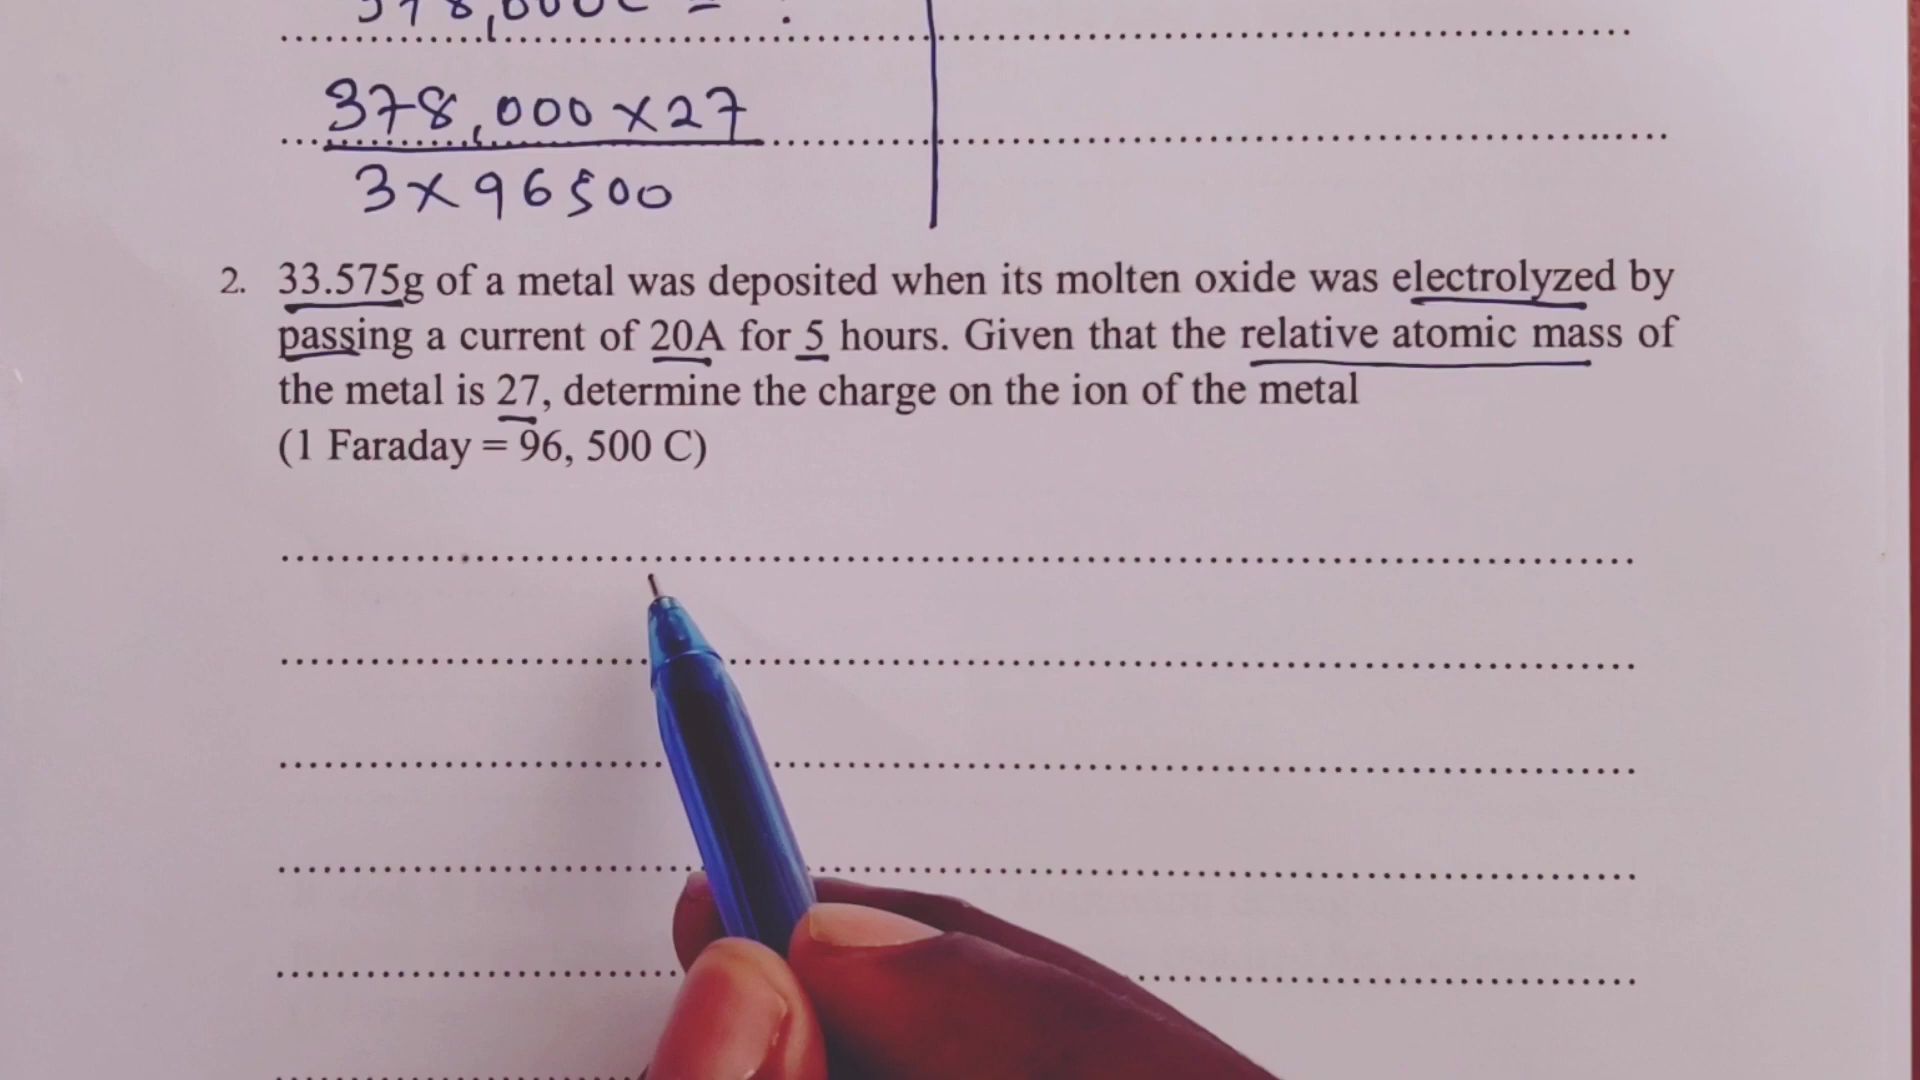 378,000C =
378,000 x 27
3 x 96500
2. 33.575g of a metal was deposited when its molten oxide was electrolyzed by
passing a current of 20A for 5 hours. Given that the relative atomic mass of
the metal is 27, determine the charge on the ion of the metal
(1 Faraday = 96, 500 C)